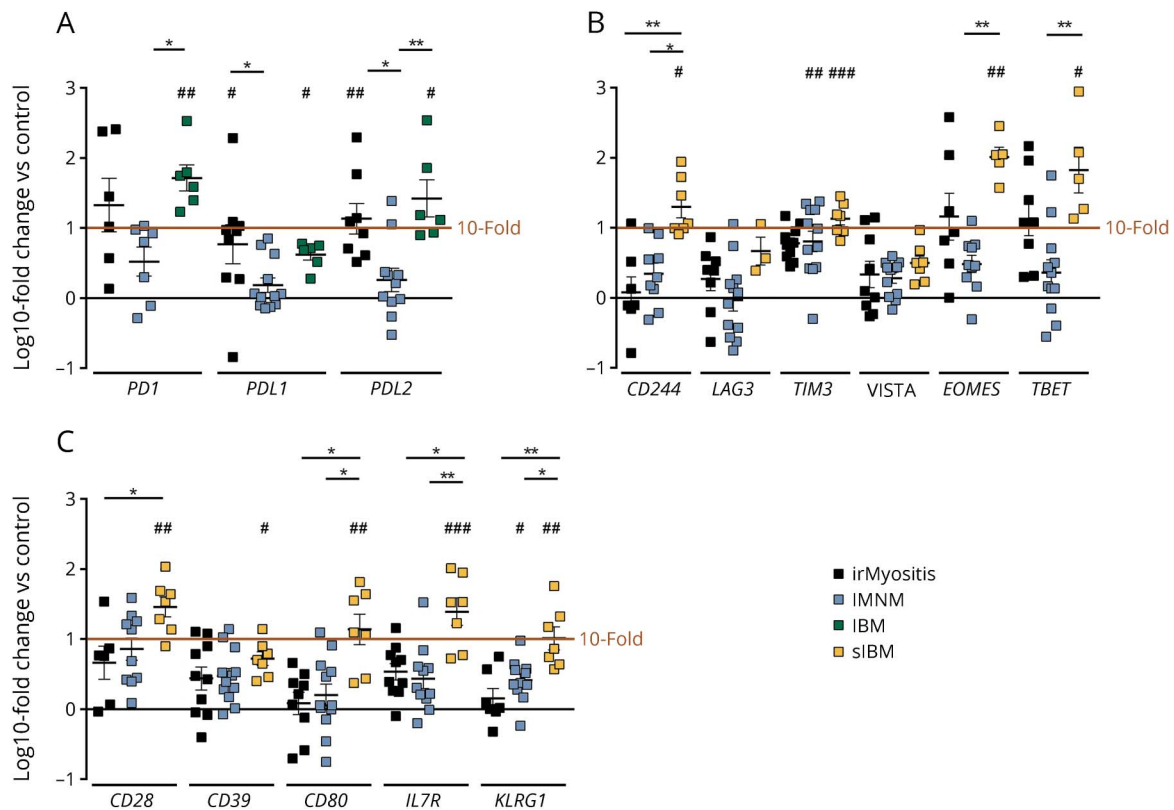 A
Log10-fold change vs control
* * * **
## # # ## #
3
2
1
0
–1
10-Fold
PD1 PDL1 PDL2
B
** * ** **
# ## ### ## #
3
2
1
0
–1
10-Fold
CD244 LAG3 TIM3 VISTA EOMES TBET
C
Log10-fold change vs control
* * * * ** ** *
## # ## ### # ##
3
2
1
0
–1
10-Fold
CD28 CD39 CD80 IL7R KLRG1
irMyositis
IMNM
IBM
sIBM